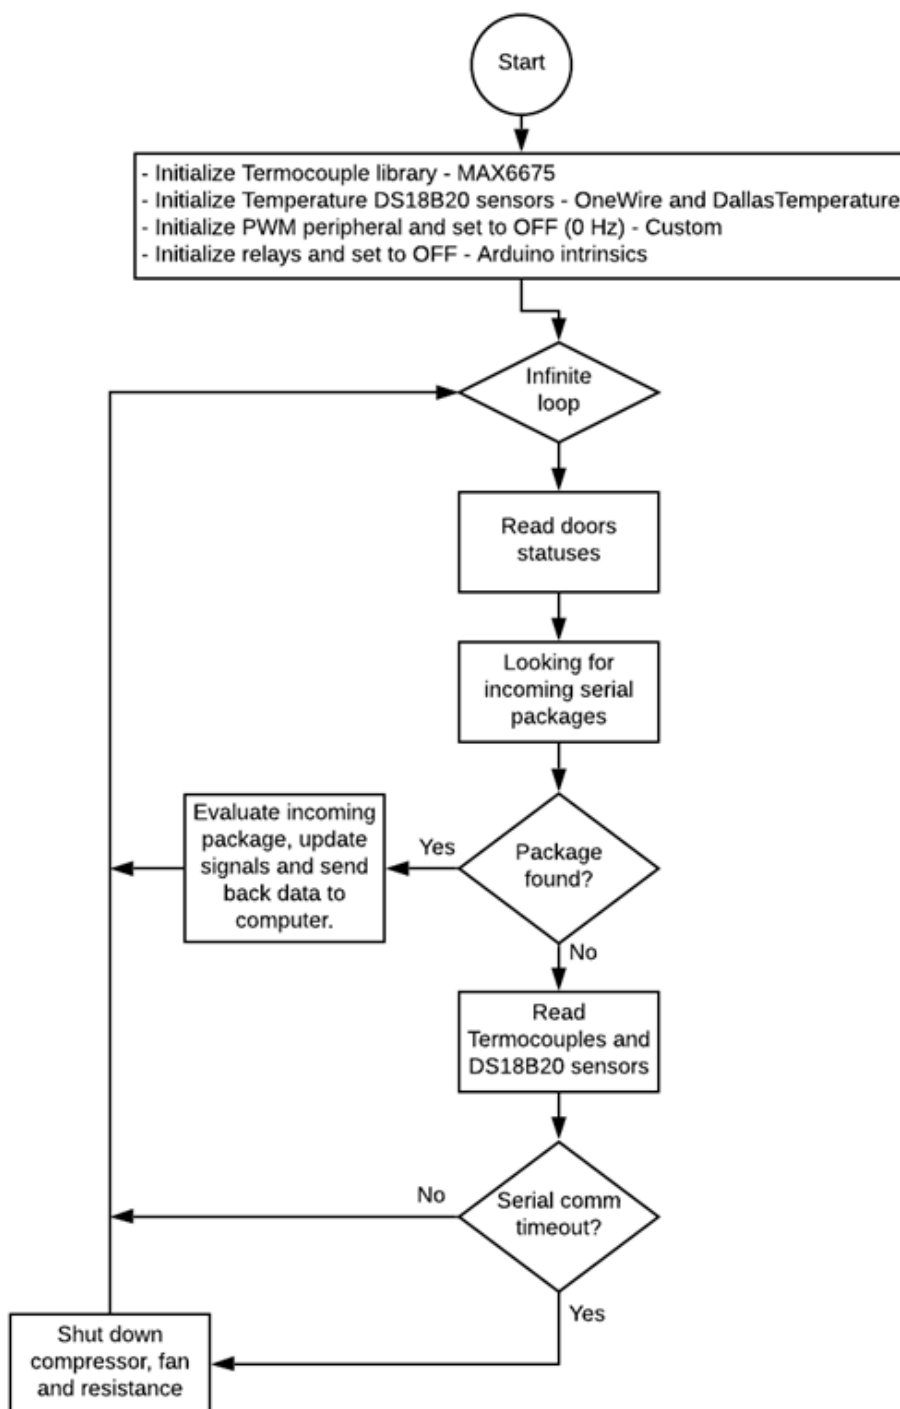 Start
- Initialize Termocouple library - MAX6675
- Initialize Temperature DS18B20 sensors - OneWire and DallasTemperature
- Initialize PWM peripheral and set to OFF (0 Hz) - Custom
- Initialize relays and set to OFF - Arduino intrinsics
Infinite
loop
Read doors
statuses
Looking for
incoming serial
packages
Package
found?
Yes
Evaluate incoming
package, update
signals and send
back data to
computer.
No
Read
Termocouples and
DS18B20 sensors
Serial comm
timeout?
No
Yes
Shut down
compressor, fan
and resistance